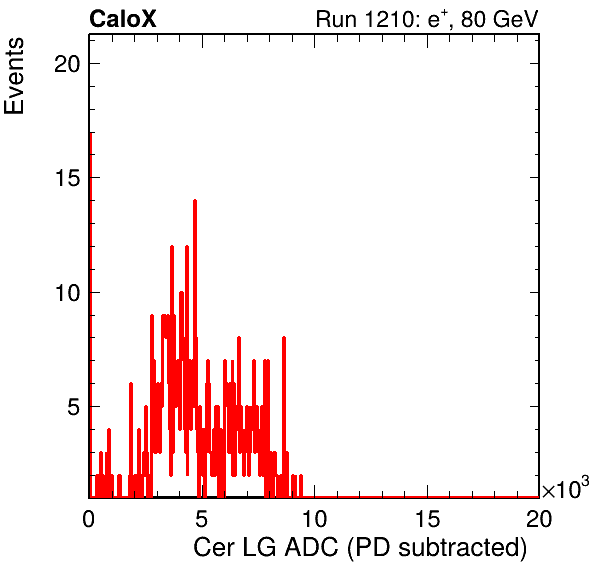 CaloX Run 1210: e⁺, 80 GeV
Events
20
15
10
5
0 5 10 15 20
×10³
Cer LG ADC (PD subtracted)